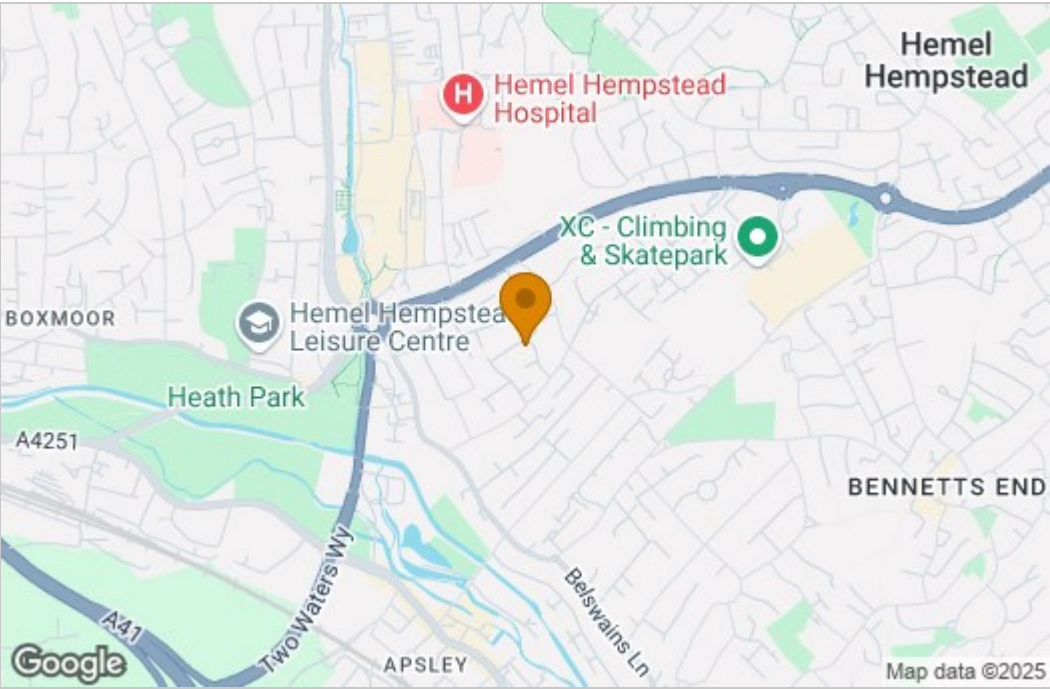 Hemel
Hempstead
H
Hemel Hempstead
Hospital
XC - Climbing
& Skatepark
BOXMOOR
Hemel Hempstea
Leisure Centre
Heath Park
A4251
BENNETTS END
Two Waters Wy
Belswains Ln
A41
APSLEY
Google
Map data ©2025